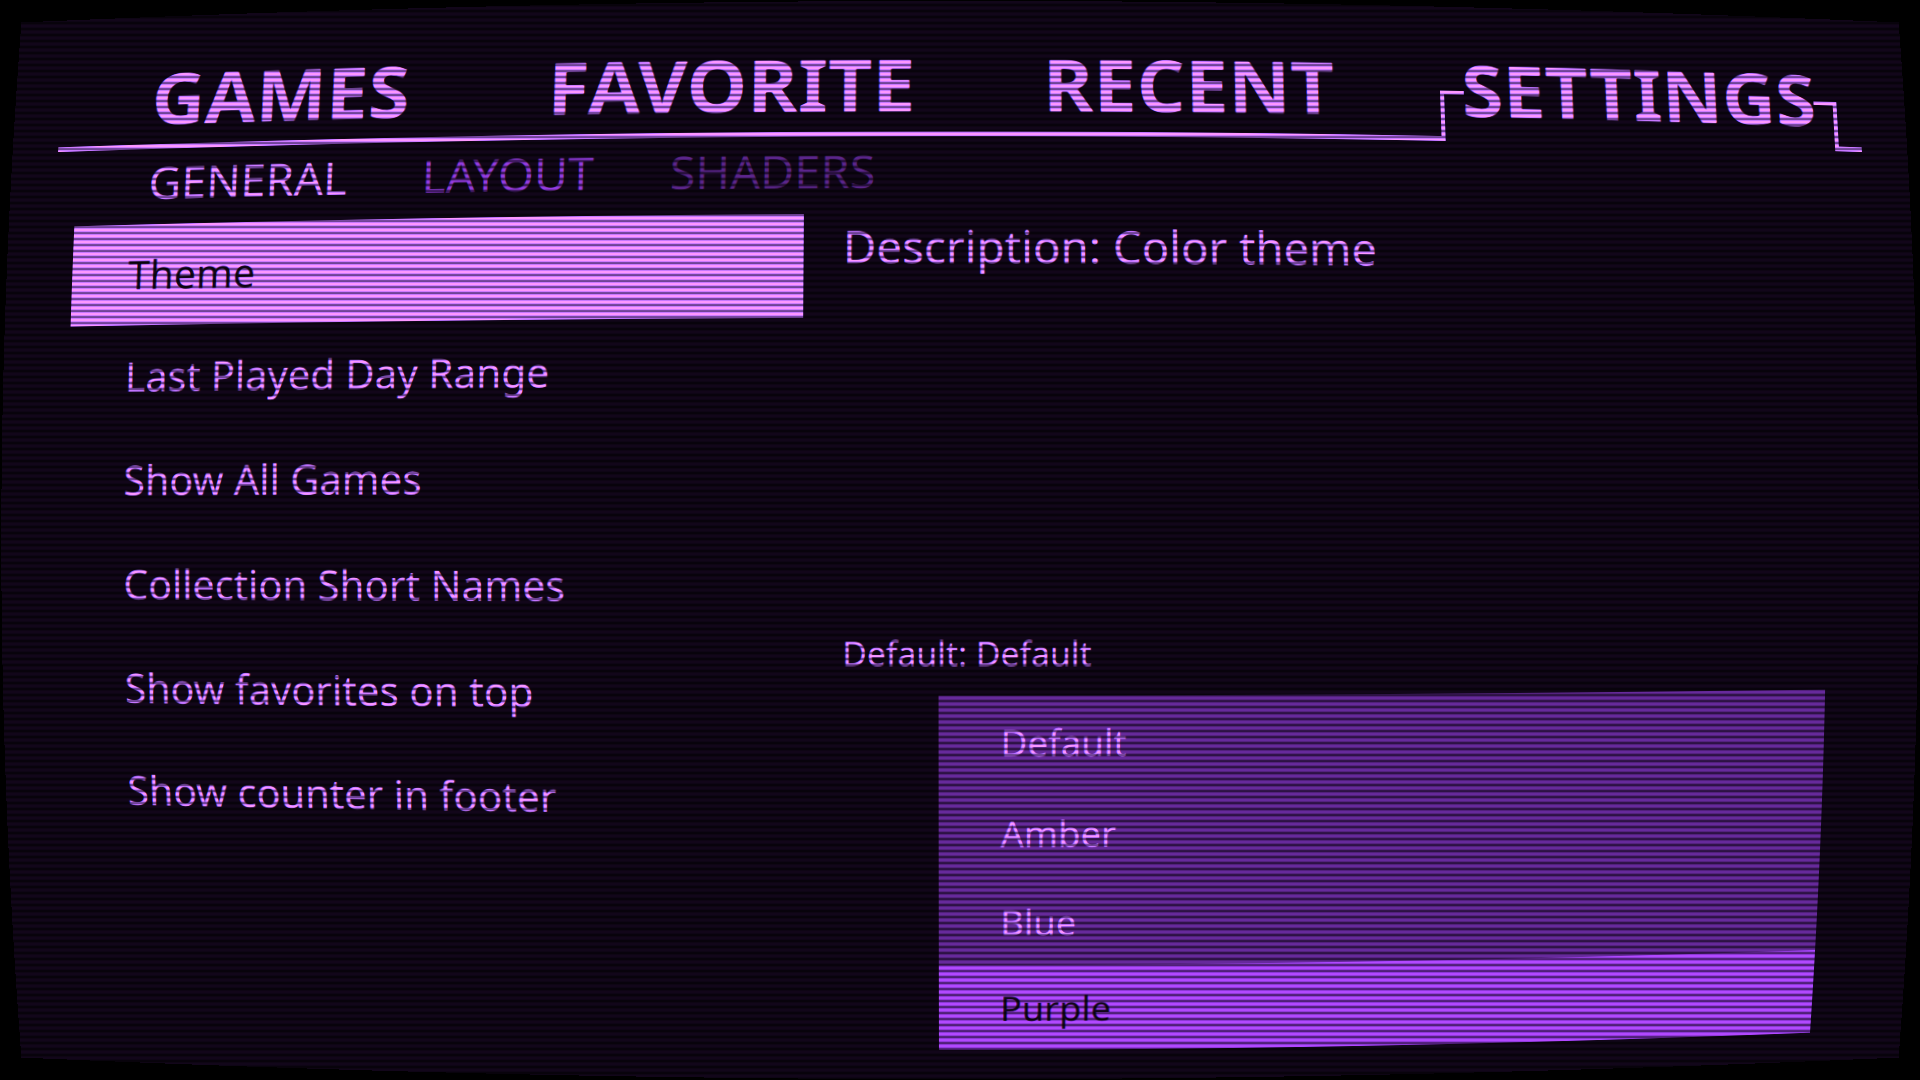 GAMES FAVORITE RECENT SETTINGS
GENERAL LAYOUT SHADERS
Theme
Description: Color theme
Last Played Day Range
Show All Games
Collection Short Names
Show favorites on top
Show counter in footer
Default: Default
Default
Amber
Blue
Purple